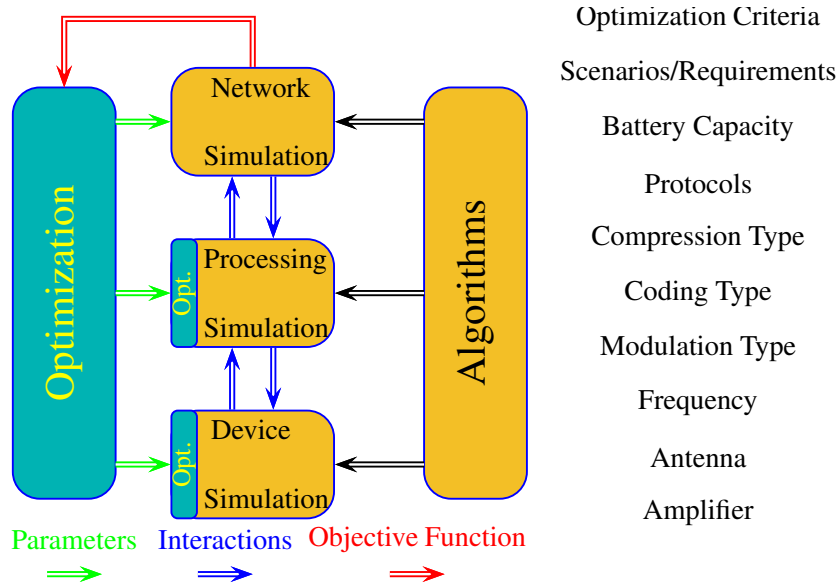 Optimization
Network
Simulation
Opt.
Processing
Simulation
Opt.
Device
Simulation
Algorithms
Optimization Criteria
Scenarios/Requirements
Battery Capacity
Protocols
Compression Type
Coding Type
Modulation Type
Frequency
Antenna
Amplifier
Parameters
Interactions
Objective Function